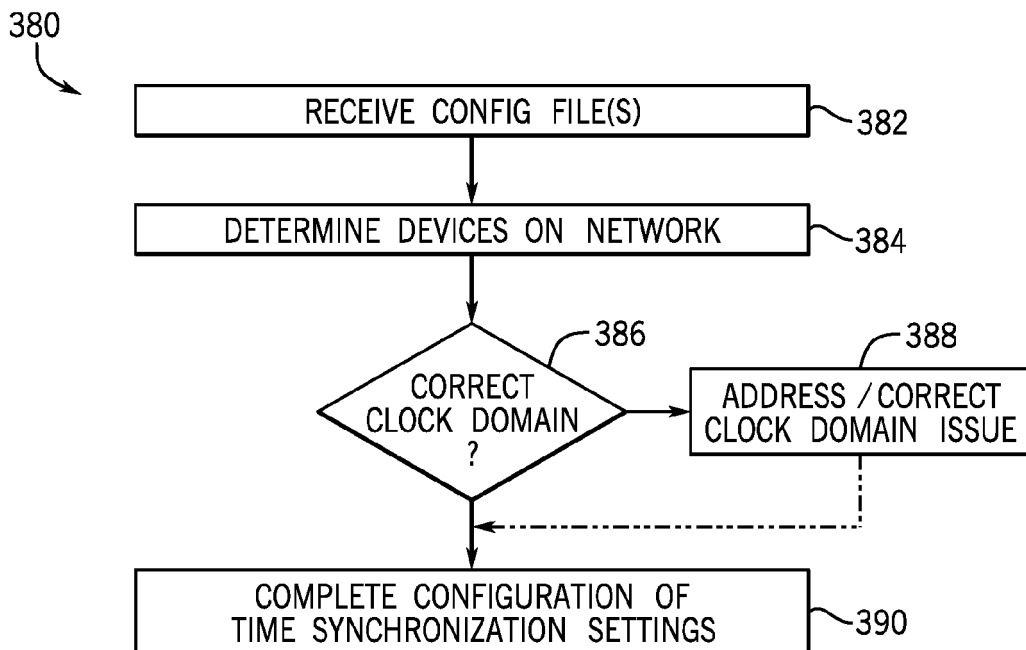 380
RECEIVE CONFIG FILE(S)
382
DETERMINE DEVICES ON NETWORK
384
386
CORRECT
CLOCK DOMAIN
?
388
ADDRESS / CORRECT
CLOCK DOMAIN ISSUE
COMPLETE CONFIGURATION OF
TIME SYNCHRONIZATION SETTINGS
390